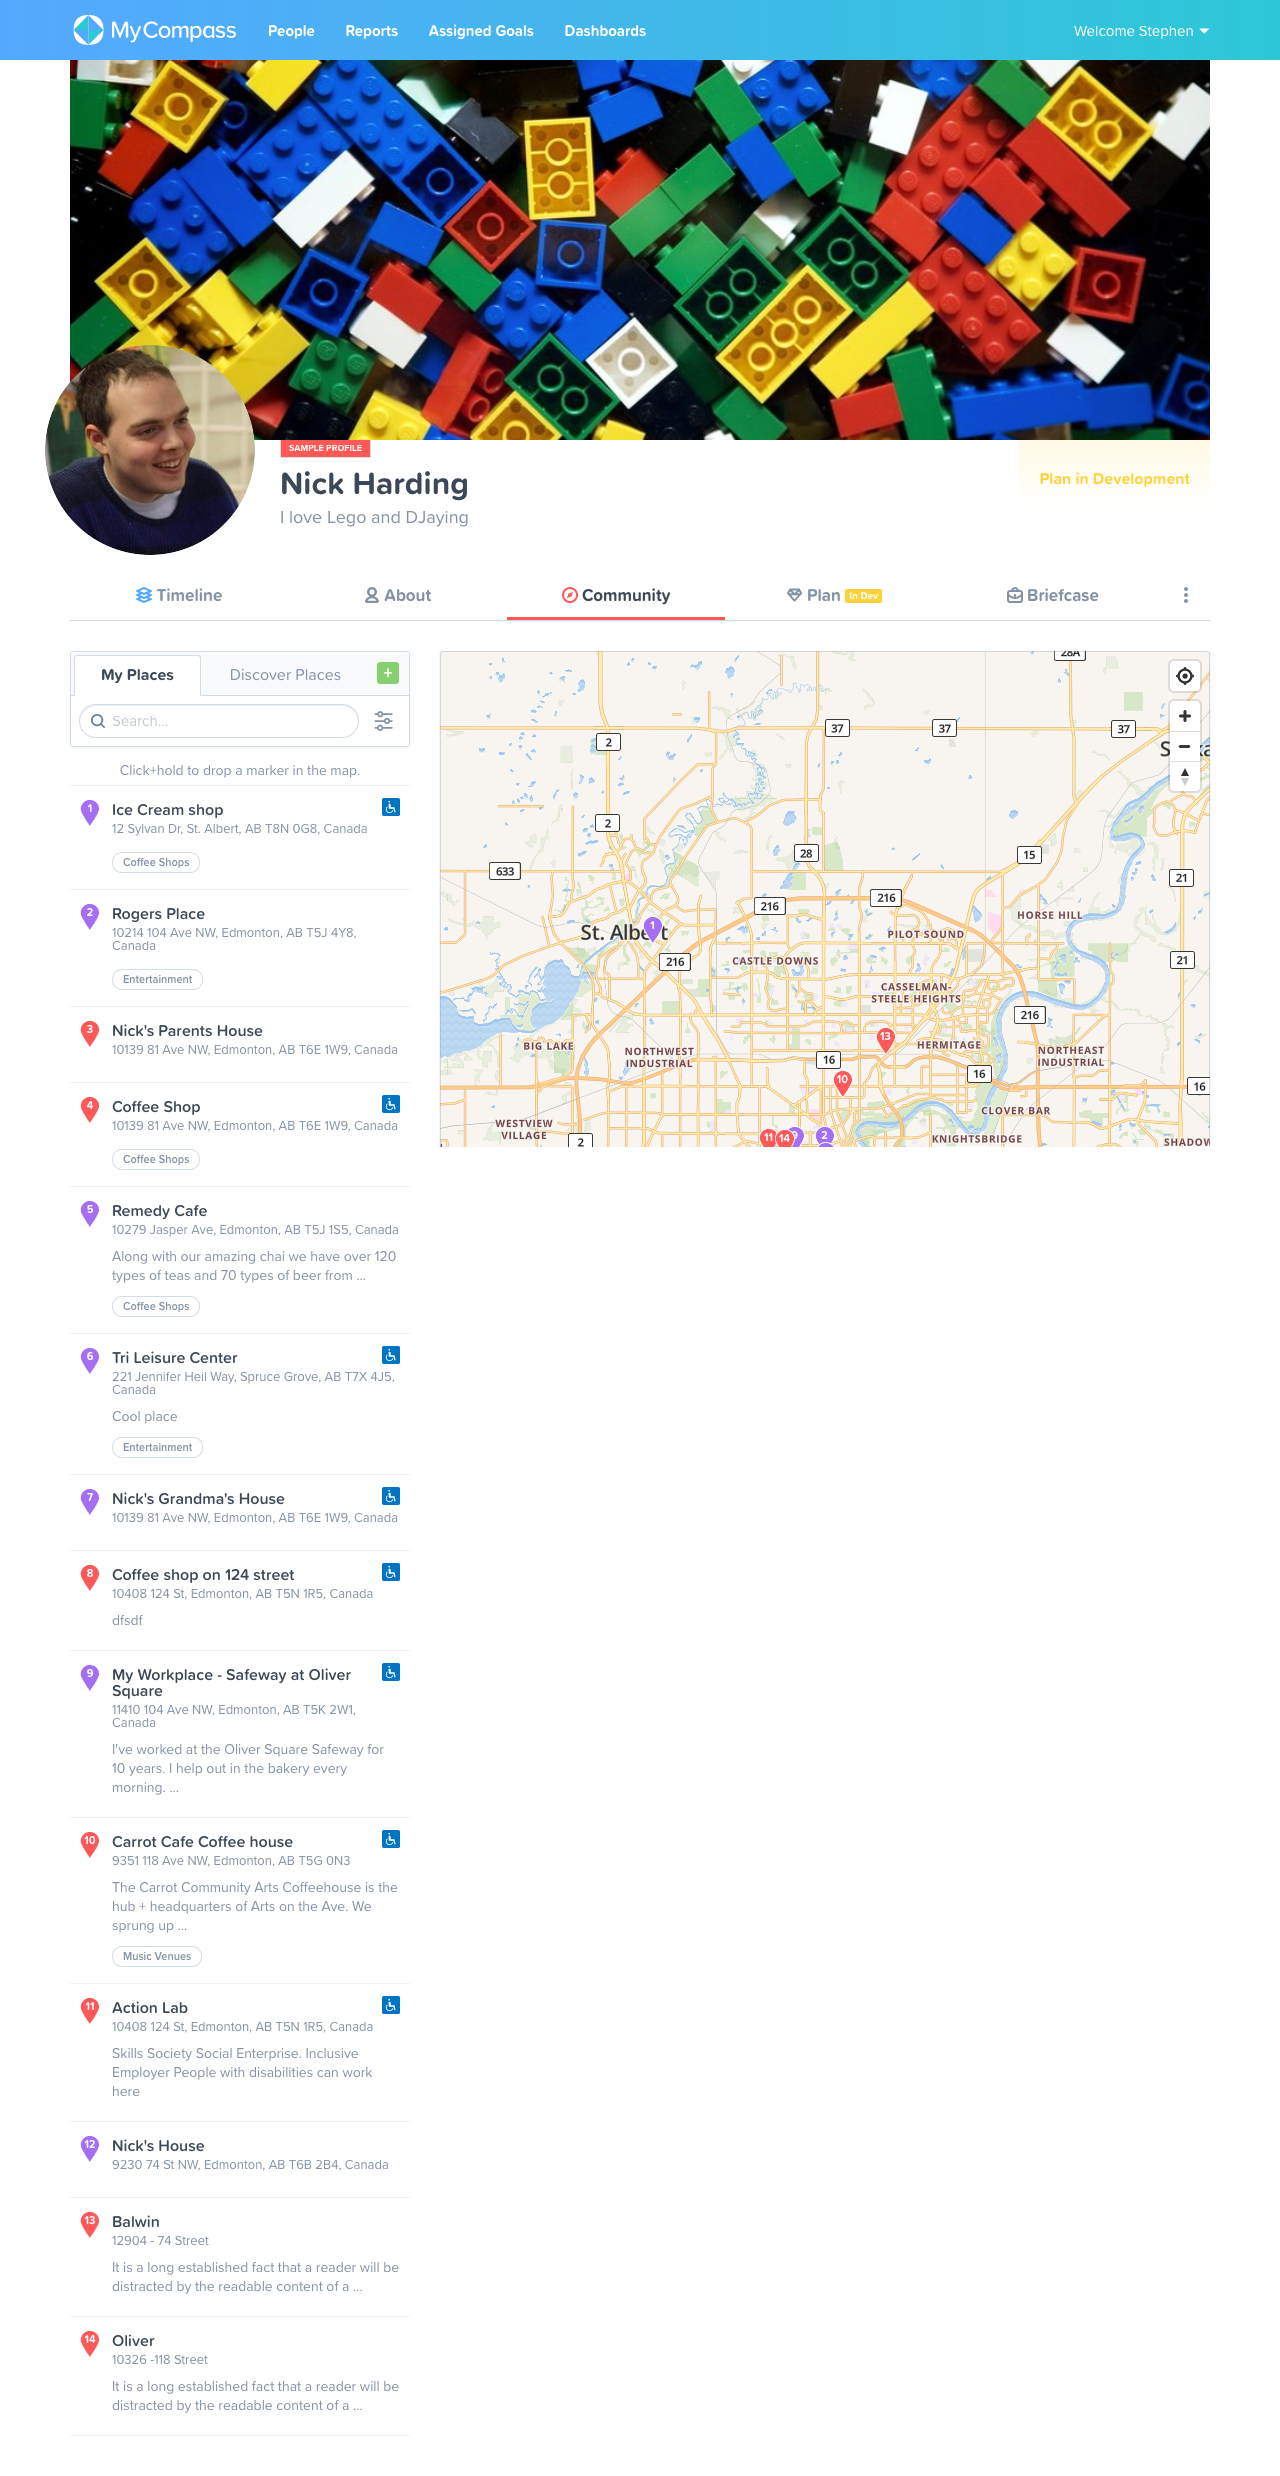 MyCompass
People
Reports
Assigned Goals
Dashboards
Welcome Stephen
SAMPLE PROFILE
Nick Harding
I love Lego and DJaying
Plan in Development
Timeline
About
Community
Plan In Dev
Briefcase
My Places
Discover Places
+
Search...
Click+hold to drop a marker in the map.
1
Ice Cream shop
12 Sylvan Dr, St. Albert, AB T8N 0G8, Canada
Coffee Shops
2
Rogers Place
10214 104 Ave NW, Edmonton, AB T5J 4Y8,
Canada
Entertainment
3
Nick's Parents House
10139 81 Ave NW, Edmonton, AB T6E 1W9, Canada
4
Coffee Shop
10139 81 Ave NW, Edmonton, AB T6E 1W9, Canada
Coffee Shops
5
Remedy Cafe
10279 Jasper Ave, Edmonton, AB T5J 1S5, Canada
Along with our amazing chai we have over 120
types of teas and 70 types of beer from ...
Coffee Shops
6
Tri Leisure Center
221 Jennifer Heil Way, Spruce Grove, AB T7X 4J5,
Canada
Cool place
Entertainment
7
Nick's Grandma's House
10139 81 Ave NW, Edmonton, AB T6E 1W9, Canada
8
Coffee shop on 124 street
10408 124 St, Edmonton, AB T5N 1R5, Canada
dfsdf
9
My Workplace - Safeway at Oliver
Square
11410 104 Ave NW, Edmonton, AB T5K 2W1,
Canada
I've worked at the Oliver Square Safeway for
10 years. I help out in the bakery every
morning. ...
10
Carrot Cafe Coffee house
9351 118 Ave NW, Edmonton, AB T5G 0N3
The Carrot Community Arts Coffeehouse is the
hub + headquarters of Arts on the Ave. We
sprung up ...
Music Venues
11
Action Lab
10408 124 St, Edmonton, AB T5N 1R5, Canada
Skills Society Social Enterprise. Inclusive
Employer People with disabilities can work
here
12
Nick's House
9230 74 St NW, Edmonton, AB T6B 2B4, Canada
13
Balwin
12904 - 74 Street
It is a long established fact that a reader will be
distracted by the readable content of a ...
14
Oliver
10326 -118 Street
It is a long established fact that a reader will be
distracted by the readable content of a ...
28A
37
37
37
2
2
28
15
633
21
216
216
HORSE HILL
St. Albert
1
PILOT SOUND
216
CASTLE DOWNS
21
CASSELMAN-
STEELE HEIGHTS
216
13
BIG LAKE
NORTHWEST
INDUSTRIAL
16
HERMITAGE
NORTHEAST
INDUSTRIAL
10
16
16
CLOVER BAR
WESTVIEW
VILLAGE
2
11
14
9
2
KNIGHTSBRIDGE
SHADOW